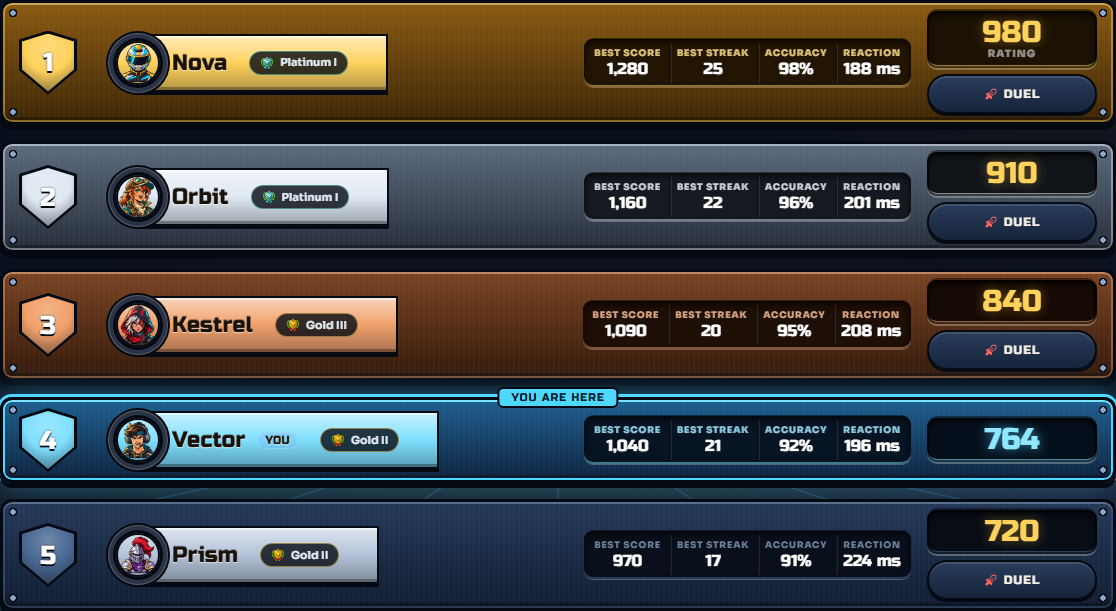 1
Nova Platinum I
BEST SCORE BEST STREAK ACCURACY REACTION
1,280 25 98% 188 ms
980
RATING
DUEL
2
Orbit Platinum I
BEST SCORE BEST STREAK ACCURACY REACTION
1,160 22 96% 201 ms
910
DUEL
3
Kestrel Gold III
BEST SCORE BEST STREAK ACCURACY REACTION
1,090 20 95% 208 ms
840
DUEL
YOU ARE HERE
4
Vector YOU Gold II
BEST SCORE BEST STREAK ACCURACY REACTION
1,040 21 92% 196 ms
764
5
Prism Gold II
BEST SCORE BEST STREAK ACCURACY REACTION
970 17 91% 224 ms
720
DUEL